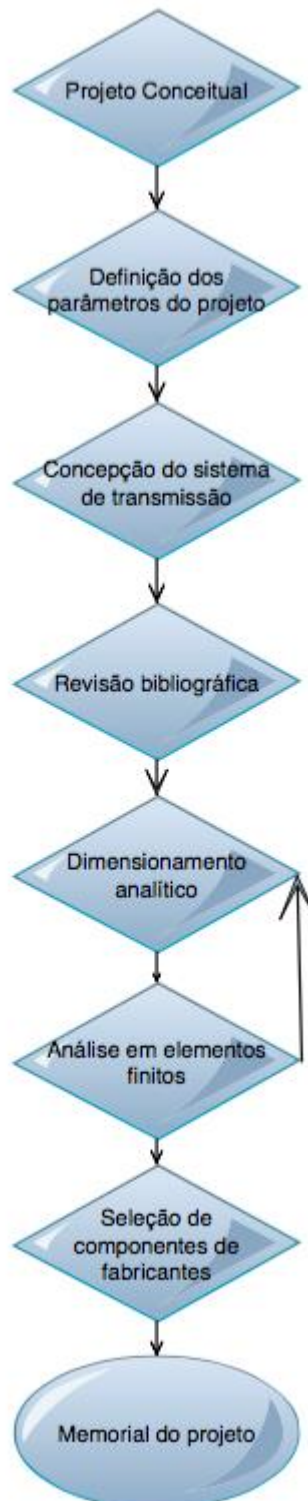 Projeto Conceitual
Definição dos
parâmetros do projeto
Concepção do sistema
de transmissão
Revisão bibliográfica
Dimensionamento
analítico
Análise em elementos
finitos
Seleção de
componentes de
fabricantes
Memorial do projeto